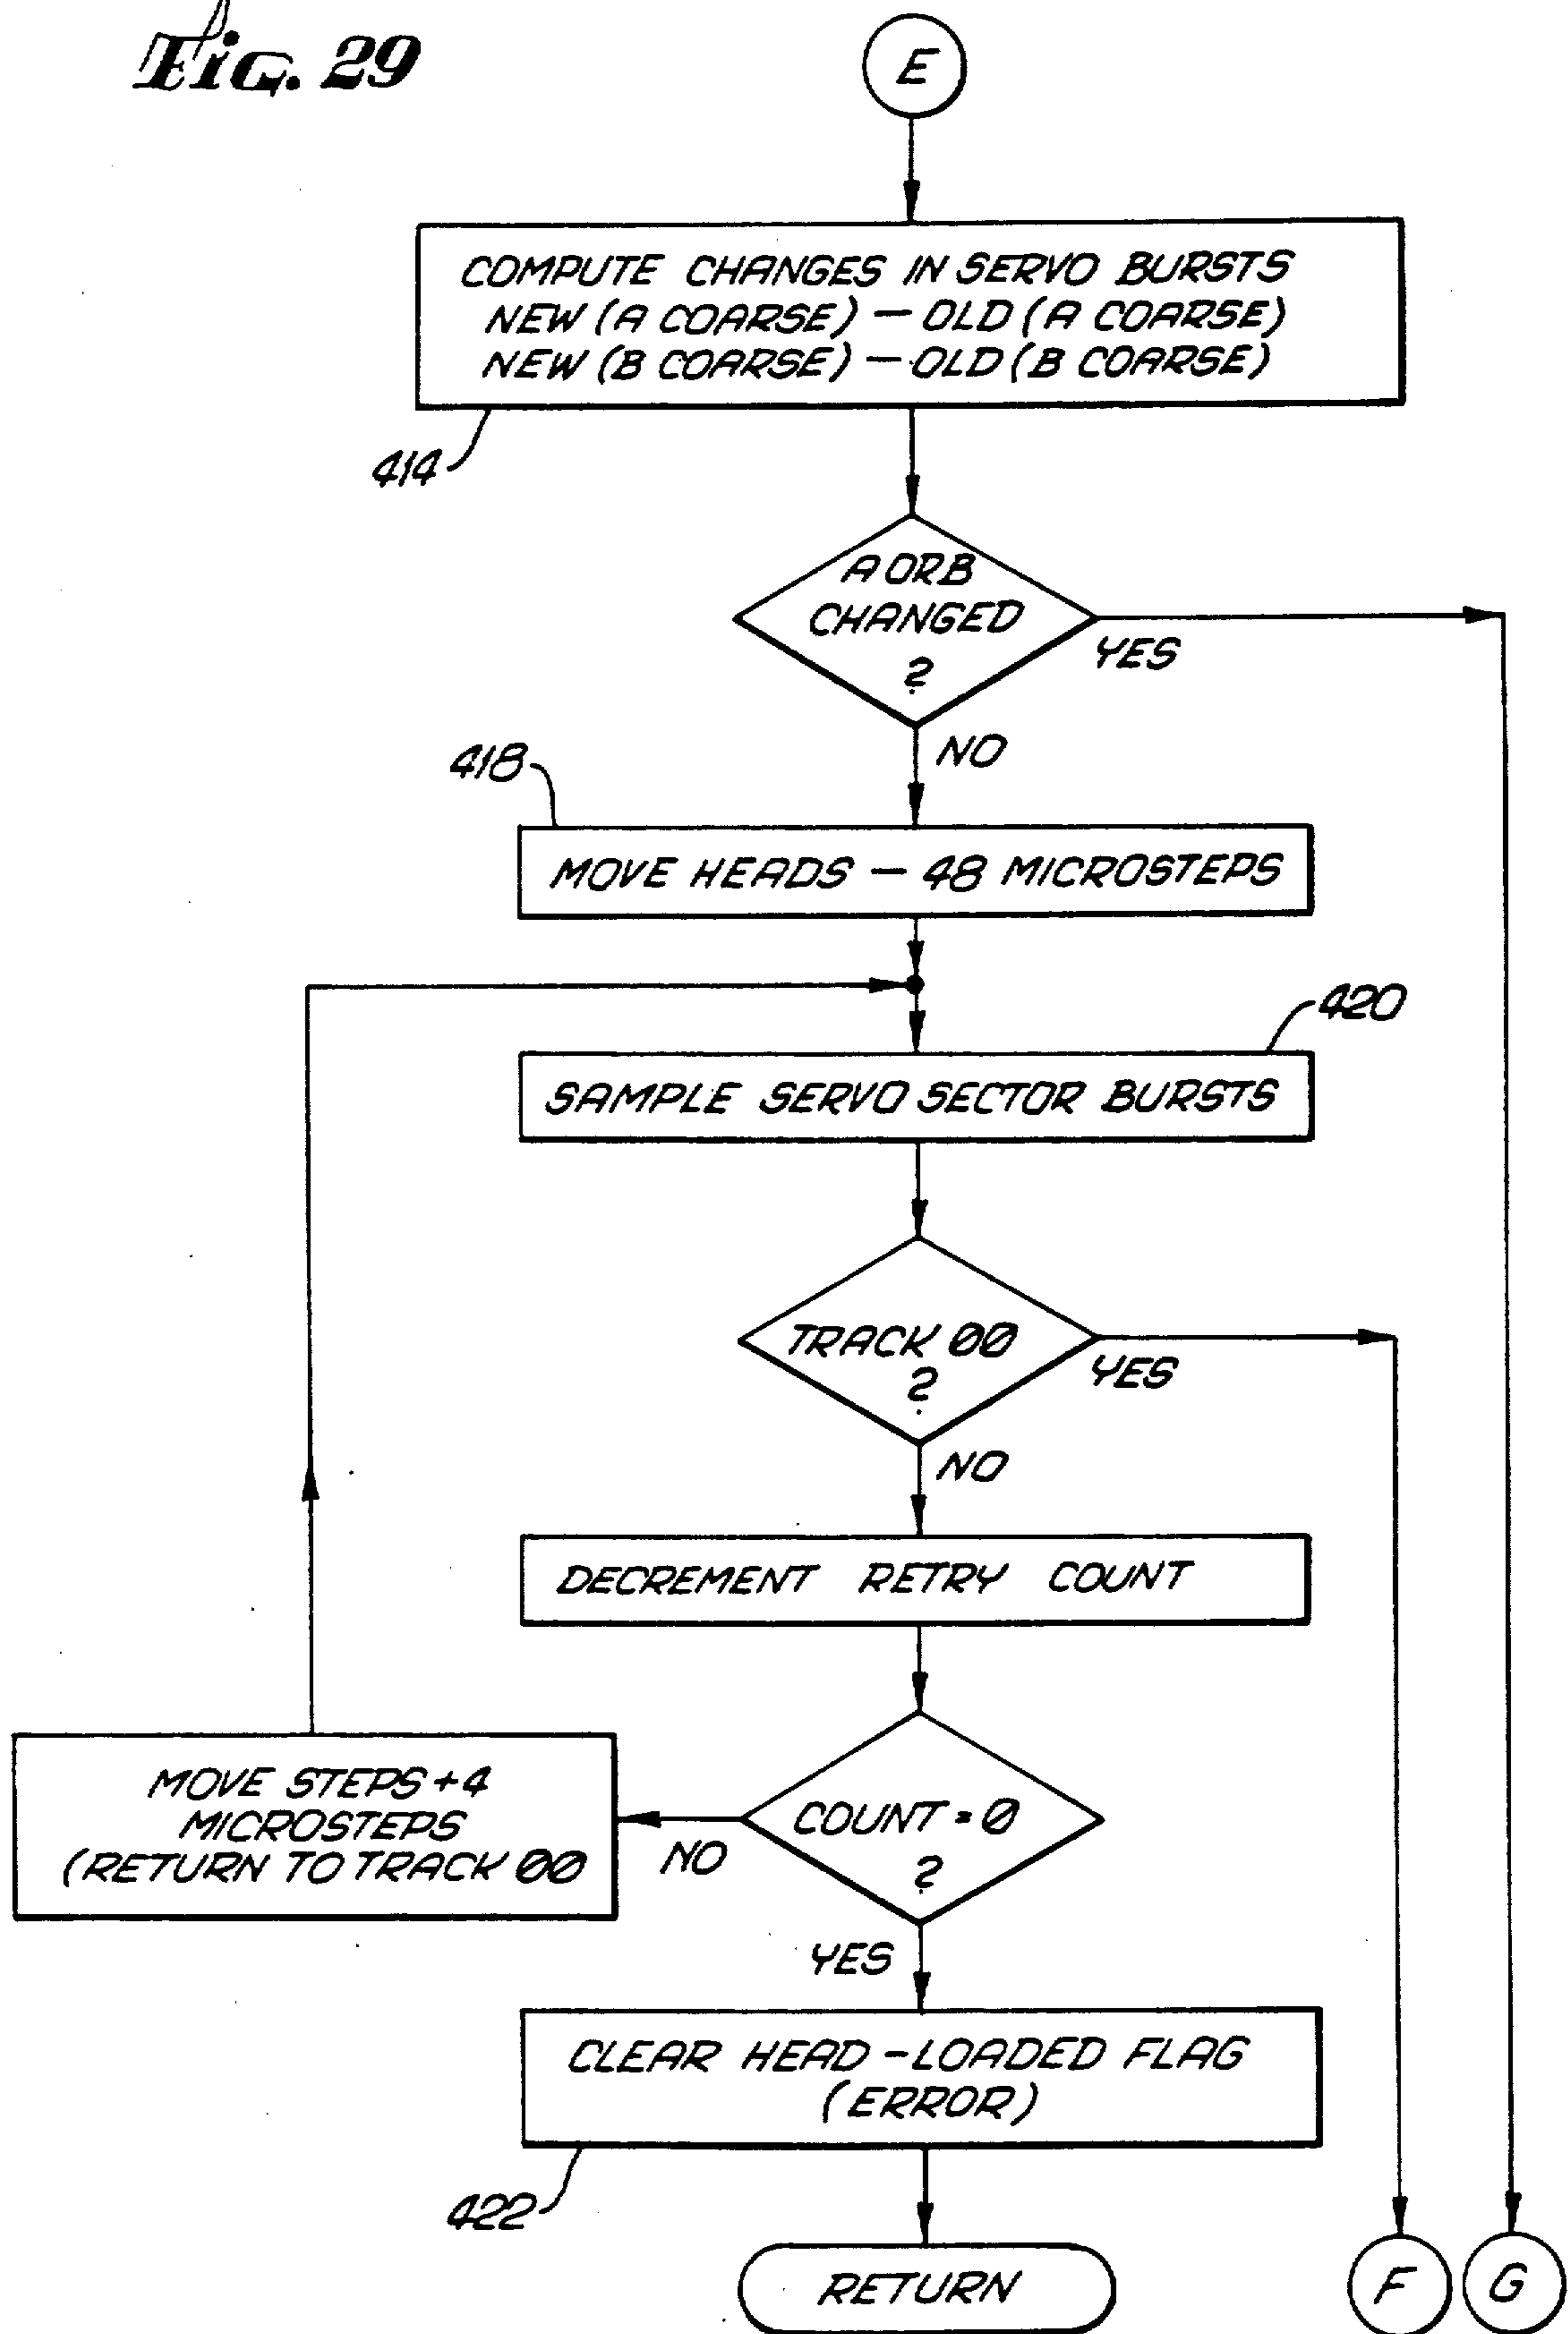 Fig. 29
E
COMPUTE CHANGES IN SERVO BURSTS
NEW (A COARSE) — OLD (A COARSE)
NEW (B COARSE) — OLD (B COARSE)
414
A OR B
CHANGED
?
YES
NO
418
MOVE HEADS — 48 MICROSTEPS
420
SAMPLE SERVO SECTOR BURSTS
TRACK 00
?
YES
NO
DECREMENT RETRY COUNT
MOVE STEPS +4
MICROSTEPS
(RETURN TO TRACK 00
NO
COUNT = 0
?
YES
CLEAR HEAD-LOADED FLAG
(ERROR)
422
RETURN
F
G